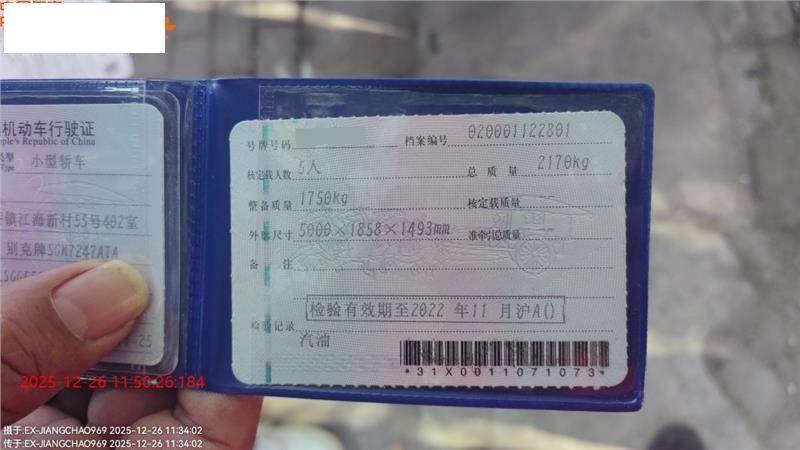 机动车行驶证
ple's Republic of China
小型轿车
镇江海新村55号402室
别克牌SGM7242ATA
25
号牌号码
档案编号 020001122801
核定载人数 5人
总质量 2170kg
整备质量 1750kg
核定载质量
外廓尺寸 5000×1858×1493
准牵引总质量
备注
检验有效期至2022 年11 月沪A()
检验记录
汽油
*31X0011071073*
2025-12-26 11:50:26:184
摄于:EX-JIANGCHAO969 2025-12-26 11:34:02
传于:EX-JIANGCHAO969 2025-12-26 11:34:02